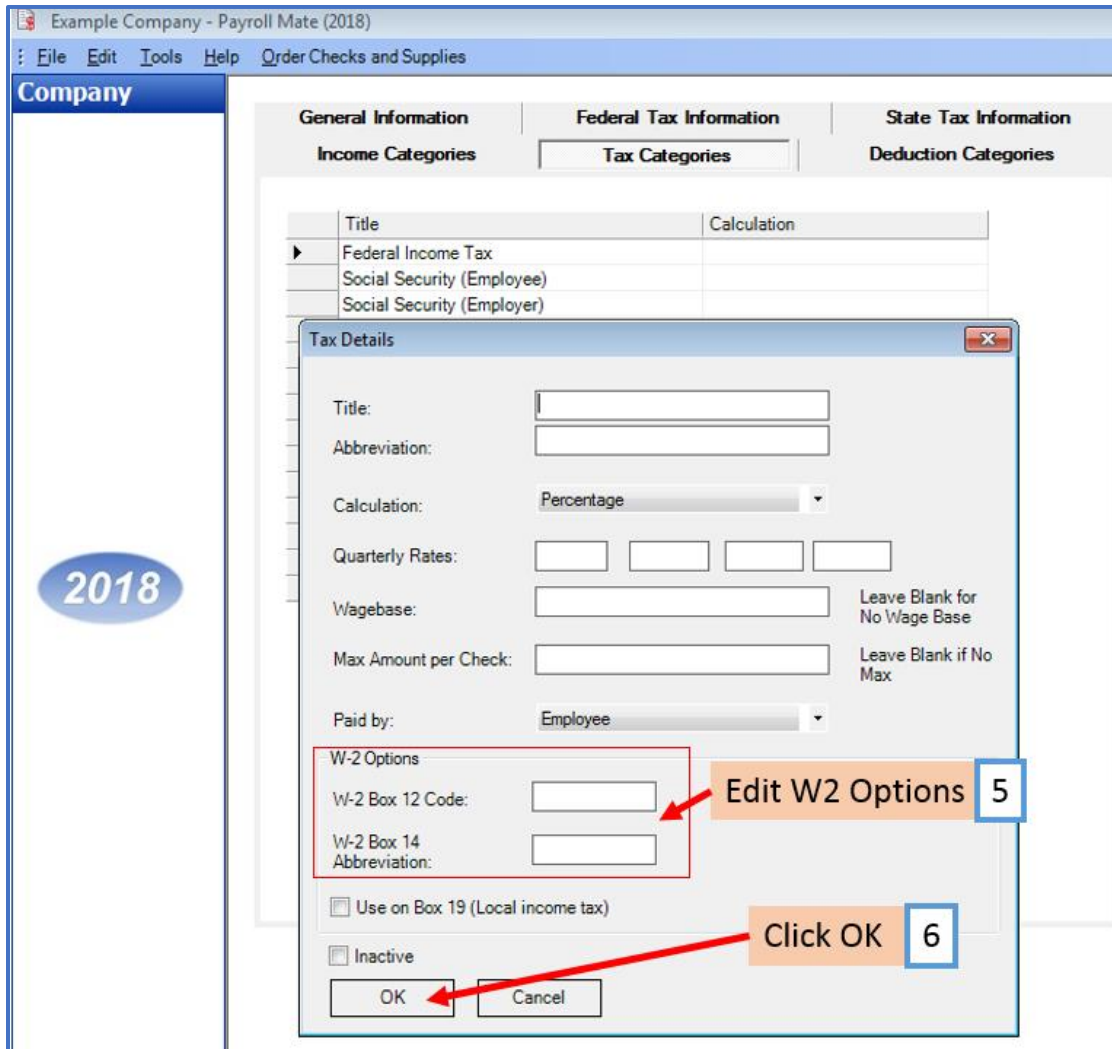 Example Company - Payroll Mate (2018)
File Edit Tools Help Order Checks and Supplies
Company
General Information Federal Tax Information State Tax Information
Income Categories Tax Categories Deduction Categories
Title Calculation
Federal Income Tax
Social Security (Employee)
Social Security (Employer)
Tax Details
Title:
Abbreviation:
Calculation: Percentage
Quarterly Rates:
2018
Wagebase: Leave Blank for
No Wage Base
Max Amount per Check: Leave Blank if No
Max
Paid by: Employee
W-2 Options
W-2 Box 12 Code:
Edit W2 Options 5
W-2 Box 14
Abbreviation:
Use on Box 19 (Local income tax)
Click OK 6
Inactive
OK Cancel